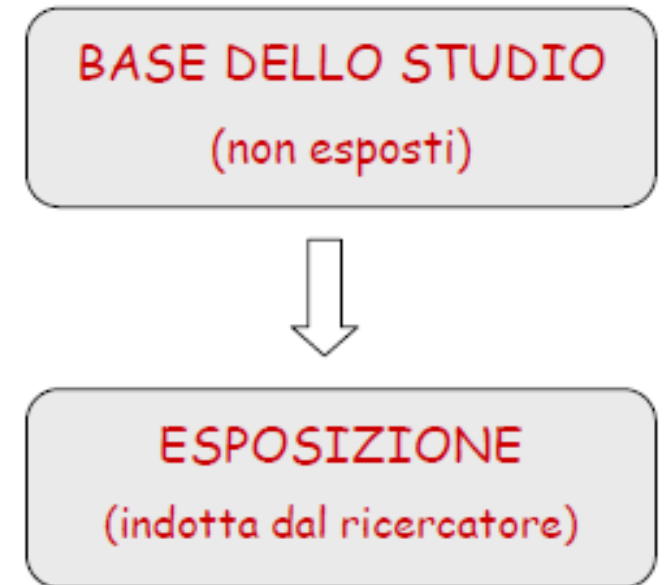 BASE DELLO STUDIO
(non esposti)
ESPOSIZIONE
(indotta dal ricercatore)